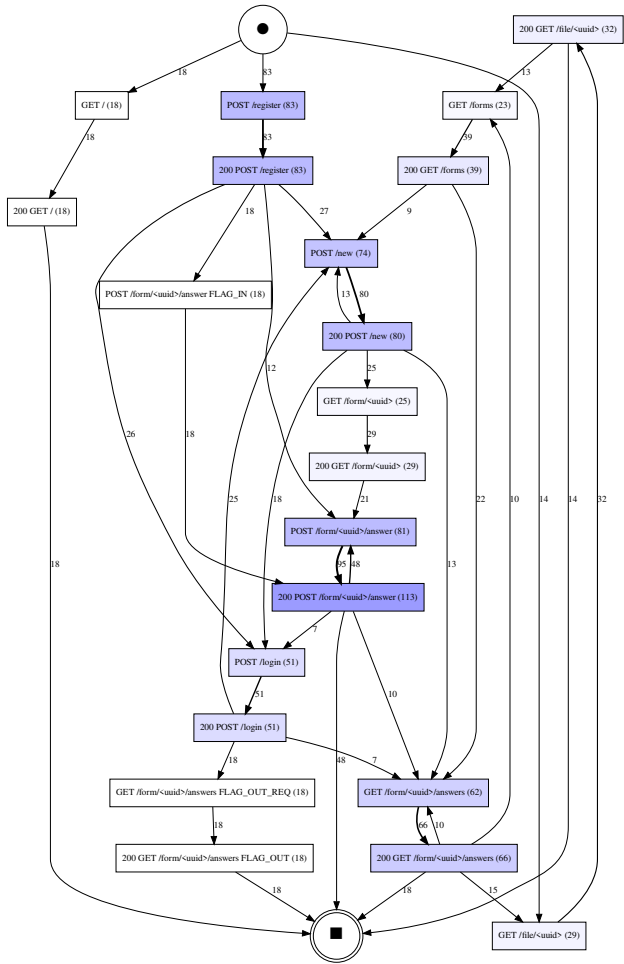 200 GET /file/<uuid> (32)
18
83
13
GET / (18)
POST /register (83)
GET /forms (23)
18
83
39
200 POST /register (83)
200 GET /forms (39)
200 GET / (18)
18
27
9
POST /new (74)
POST /form/<uuid>/answer FLAG_IN (18)
13
80
200 POST /new (80)
12
25
GET /form/<uuid> (25)
26
18
29
200 GET /form/<uuid> (29)
25
18
21
22
10
14
14
32
POST /form/<uuid>/answer (81)
18
95
48
13
200 POST /form/<uuid>/answer (113)
7
POST /login (51)
51
10
200 POST /login (51)
18
7
48
GET /form/<uuid>/answers FLAG_OUT_REQ (18)
GET /form/<uuid>/answers (62)
18
66
10
200 GET /form/<uuid>/answers FLAG_OUT (18)
200 GET /form/<uuid>/answers (66)
18
18
15
GET /file/<uuid> (29)